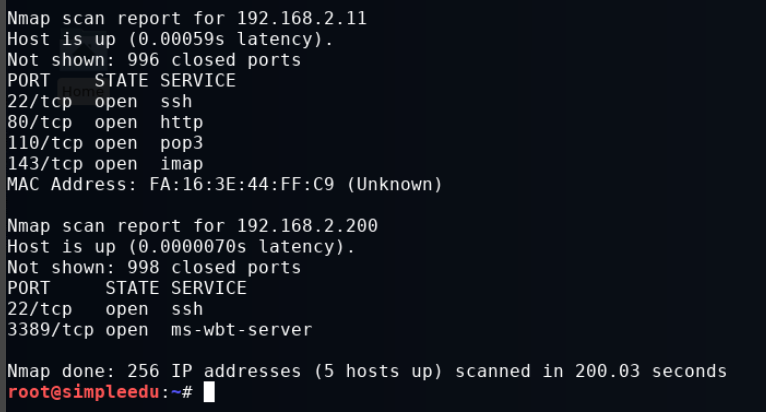 Nmap scan report for 192.168.2.11
Host is up (0.00059s latency).
Not shown: 996 closed ports
PORT    STATE SERVICE
22/tcp  open  ssh
80/tcp  open  http
110/tcp open  pop3
143/tcp open  imap
MAC Address: FA:16:3E:44:FF:C9 (Unknown)

Nmap scan report for 192.168.2.200
Host is up (0.0000070s latency).
Not shown: 998 closed ports
PORT     STATE SERVICE
22/tcp   open  ssh
3389/tcp open  ms-wbt-server

Nmap done: 256 IP addresses (5 hosts up) scanned in 200.03 seconds
root@simpleedu:~#
Home